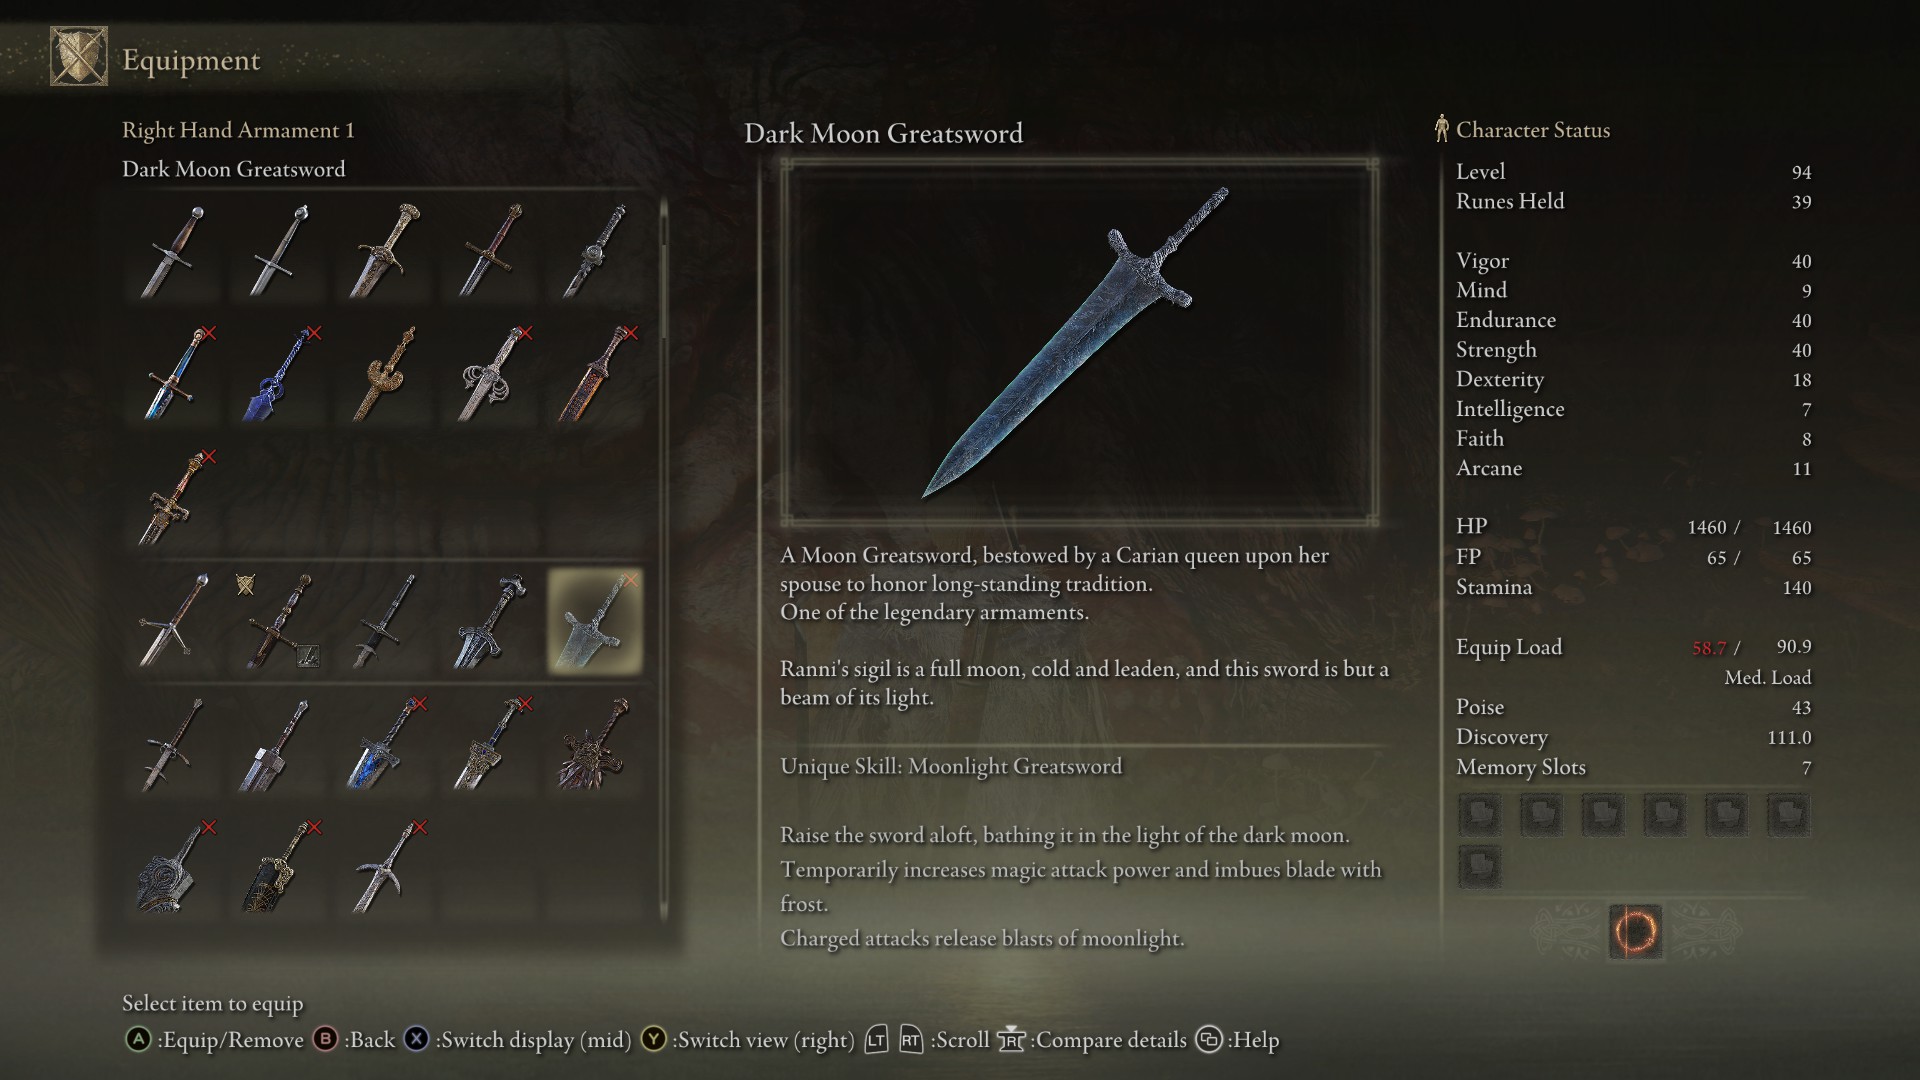 Equipment
Right Hand Armament 1
Dark Moon Greatsword
Dark Moon Greatsword
A Moon Greatsword, bestowed by a Carian queen upon her
spouse to honor long-standing tradition.
One of the legendary armaments.
Ranni's sigil is a full moon, cold and leaden, and this sword is but a
beam of its light.
Unique Skill: Moonlight Greatsword
Raise the sword aloft, bathing it in the light of the dark moon.
Temporarily increases magic attack power and imbues blade with
frost.
Charged attacks release blasts of moonlight.
Character Status
Level 94
Runes Held 39
Vigor 40
Mind 9
Endurance 40
Strength 40
Dexterity 18
Intelligence 7
Faith 8
Arcane 11
HP 1460 / 1460
FP 65 / 65
Stamina 140
Equip Load 58.7 / 90.9
Med. Load
Poise 43
Discovery 111.0
Memory Slots 7
Select item to equip
A :Equip/Remove B :Back X :Switch display (mid) Y :Switch view (right) LT RT :Scroll R :Compare details :Help